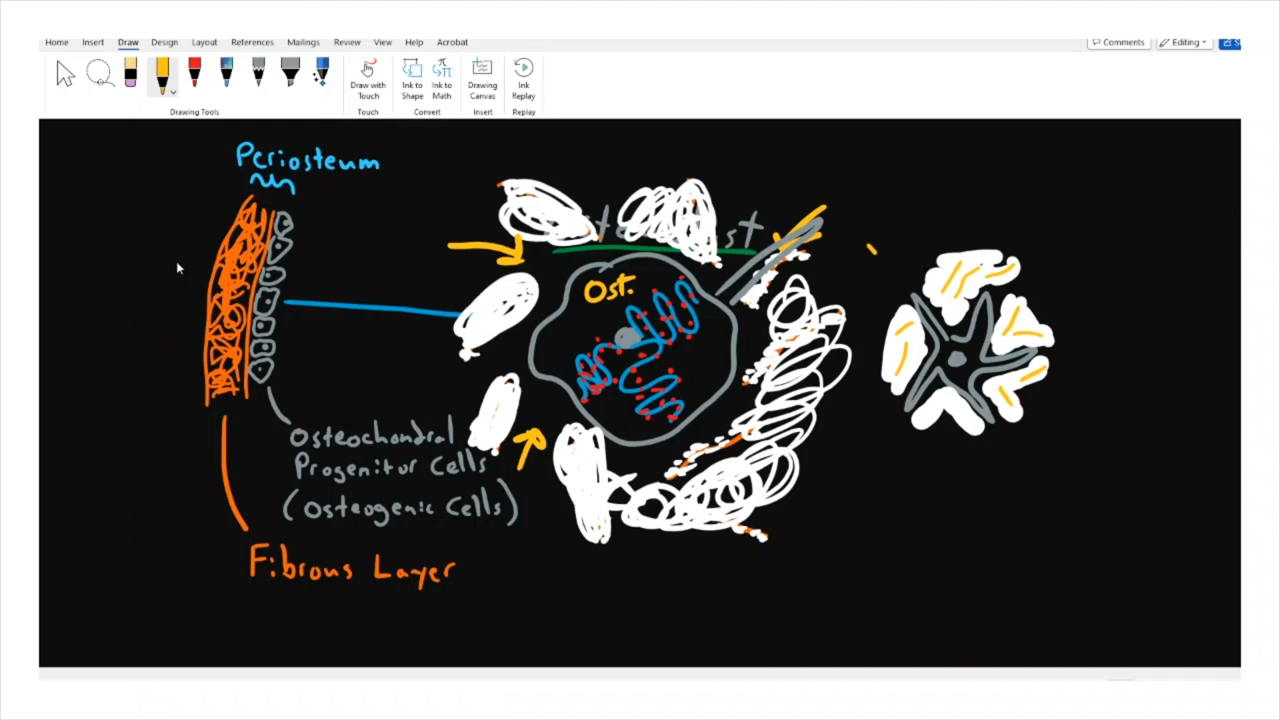 Home Insert Draw Design Layout References Mailings Review View Help Acrobat
Comments Editing
Draw with Touch
Ink to Shape
Ink to Math
Drawing Canvas
Ink Replay
Drawing Tools Touch Convert Insert Replay
Periosteum
Ost.
Osteochondral
Progenitor Cells
(Osteogenic Cells)
Fibrous Layer